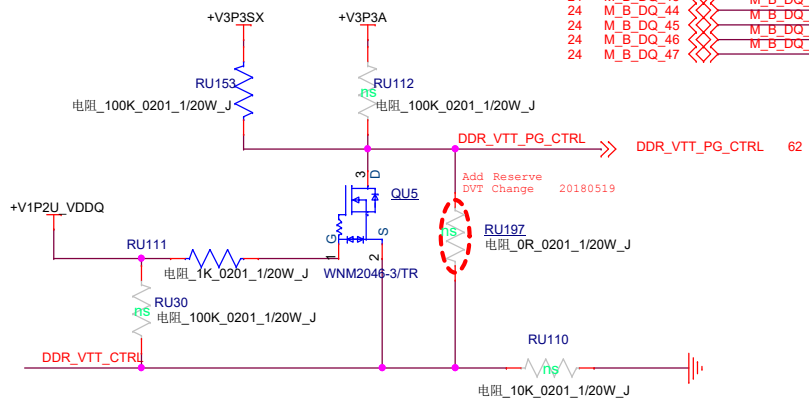 24 M_B_DQ_44 M_B_DQ
24 M_B_DQ_45 M_B_DQ
24 M_B_DQ_46 M_B_DQ
24 M_B_DQ_47
+V3P3SX
+V3P3A
RU153
电阻_100K_0201_1/20W_J
RU112
ns
电阻_100K_0201_1/20W_J
DDR_VTT_PG_CTRL
DDR_VTT_PG_CTRL 62
3
D
QU5
G
S
1
2
WNM2046-3/TR
Add Reserve
DVT Change 20180519
ns
RU197
电阻_0R_0201_1/20W_J
+V1P2U_VDDQ
RU111
电阻_1K_0201_1/20W_J
RU30
ns
电阻_100K_0201_1/20W_J
DDR_VTT_CTRL
RU110
ns
电阻_10K_0201_1/20W_J